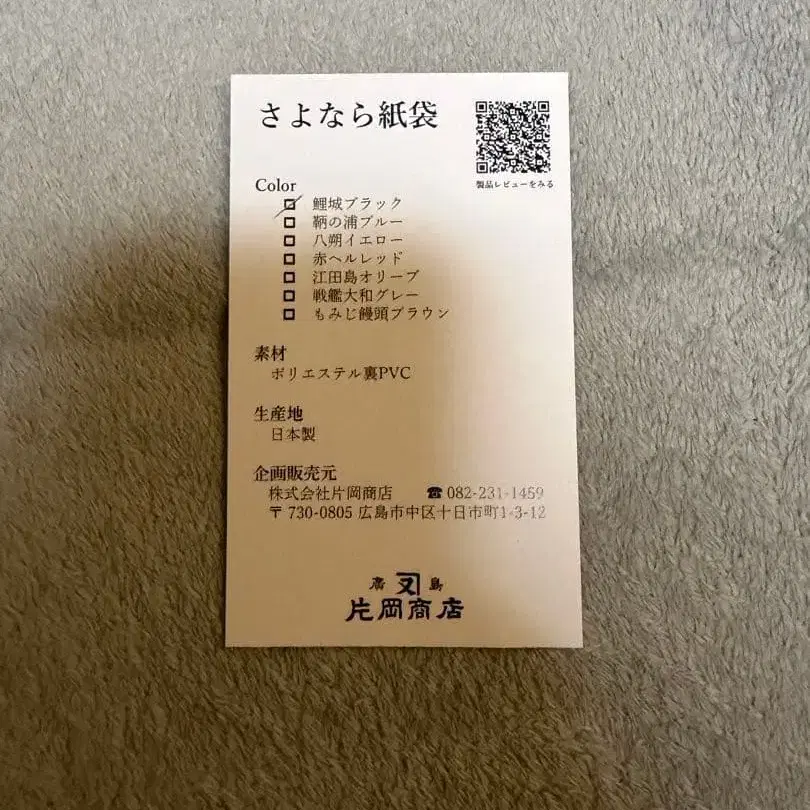 さよなら紙袋
製品レビューをみる
Color
鯉城ブラック
鞆の浦ブルー
八朔イエロー
赤ヘルレッド
江田島オリーブ
戦艦大和グレー
もみじ饅頭ブラウン
素材
ポリエステル裏PVC
生産地
日本製
企画販売元
株式会社片岡商店 ☎ 082-231-1459
〒 730-0805 広島市中区十日市町1-3-12
廣 又 島
片岡商店